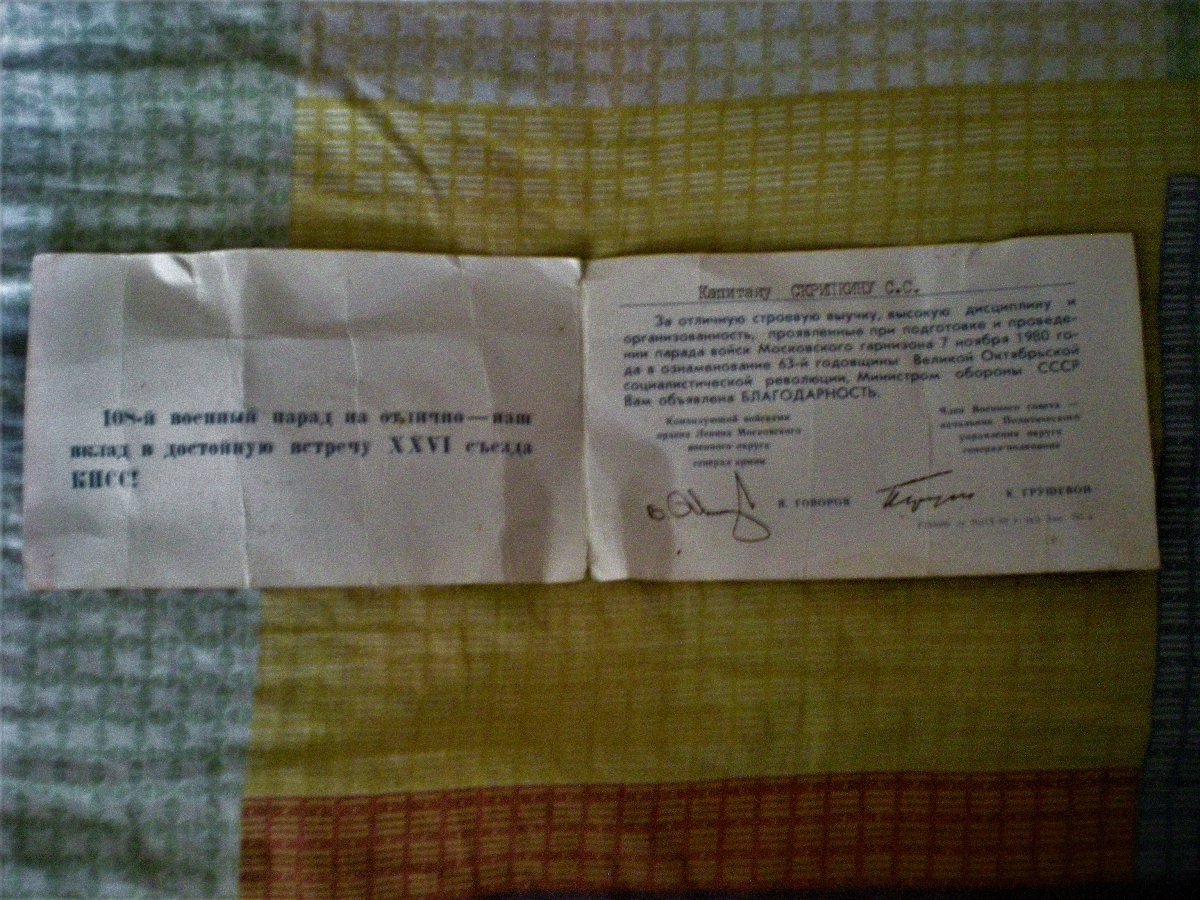 108-й военный парад на отлично — наш
вклад в достойную встречу XXVI съезда
КПСС!
Капитану СКРИПКИНУ С.С.
За отличную строевую выучку, высокую дисциплину и
организованность, проявленные при подготовке и проведе-
нии парада войск Московского гарнизона 7 ноября 1980 го-
да в ознаменование 63-й годовщины Великой Октябрьской
социалистической революции, Министром обороны СССР
Вам объявлена БЛАГОДАРНОСТЬ.
Командующий войсками
ордена Ленина Московского
военного округа
генерал армии
В. ГОВОРОВ
Член Военного совета —
начальник Политического
управления округа
генерал-полковник
К. ГРУШЕВОЙ